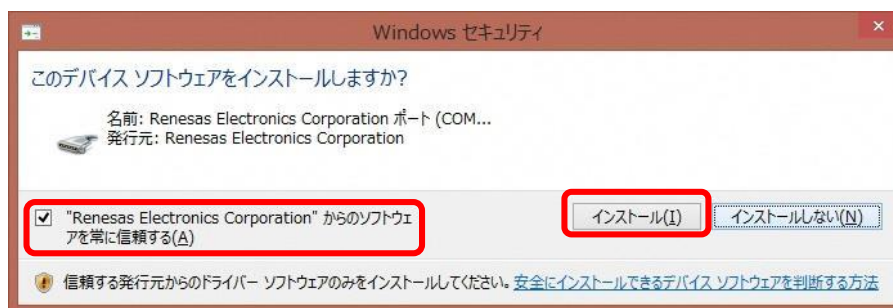 Windows セキュリティ
このデバイス ソフトウェアをインストールしますか?
名前: Renesas Electronics Corporation ポート (COM...
発行元: Renesas Electronics Corporation
"Renesas Electronics Corporation" からのソフトウェ
アを常に信頼する(A)
インストール(I)
インストールしない(N)
信頼する発行元からのドライバー ソフトウェアのみをインストールしてください。安全にインストールできるデバイス ソフトウェアを判断する方法